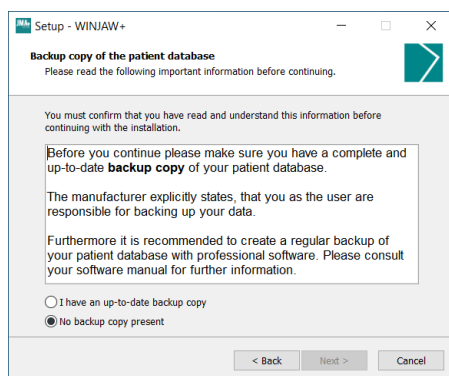 JMA
Setup - WINJAW+
Backup copy of the patient database
Please read the following important information before continuing.
You must confirm that you have read and understand this information before
continuing with the installation.
Before you continue please make sure you have a complete and
up-to-date backup copy of your patient database.
The manufacturer explicitly states, that you as the user are
responsible for backing up your data.
Furthermore it is recommended to create a regular backup of
your patient database with professional software. Please consult
your software manual for further information.
I have an up-to-date backup copy
No backup copy present
< Back
Next >
Cancel